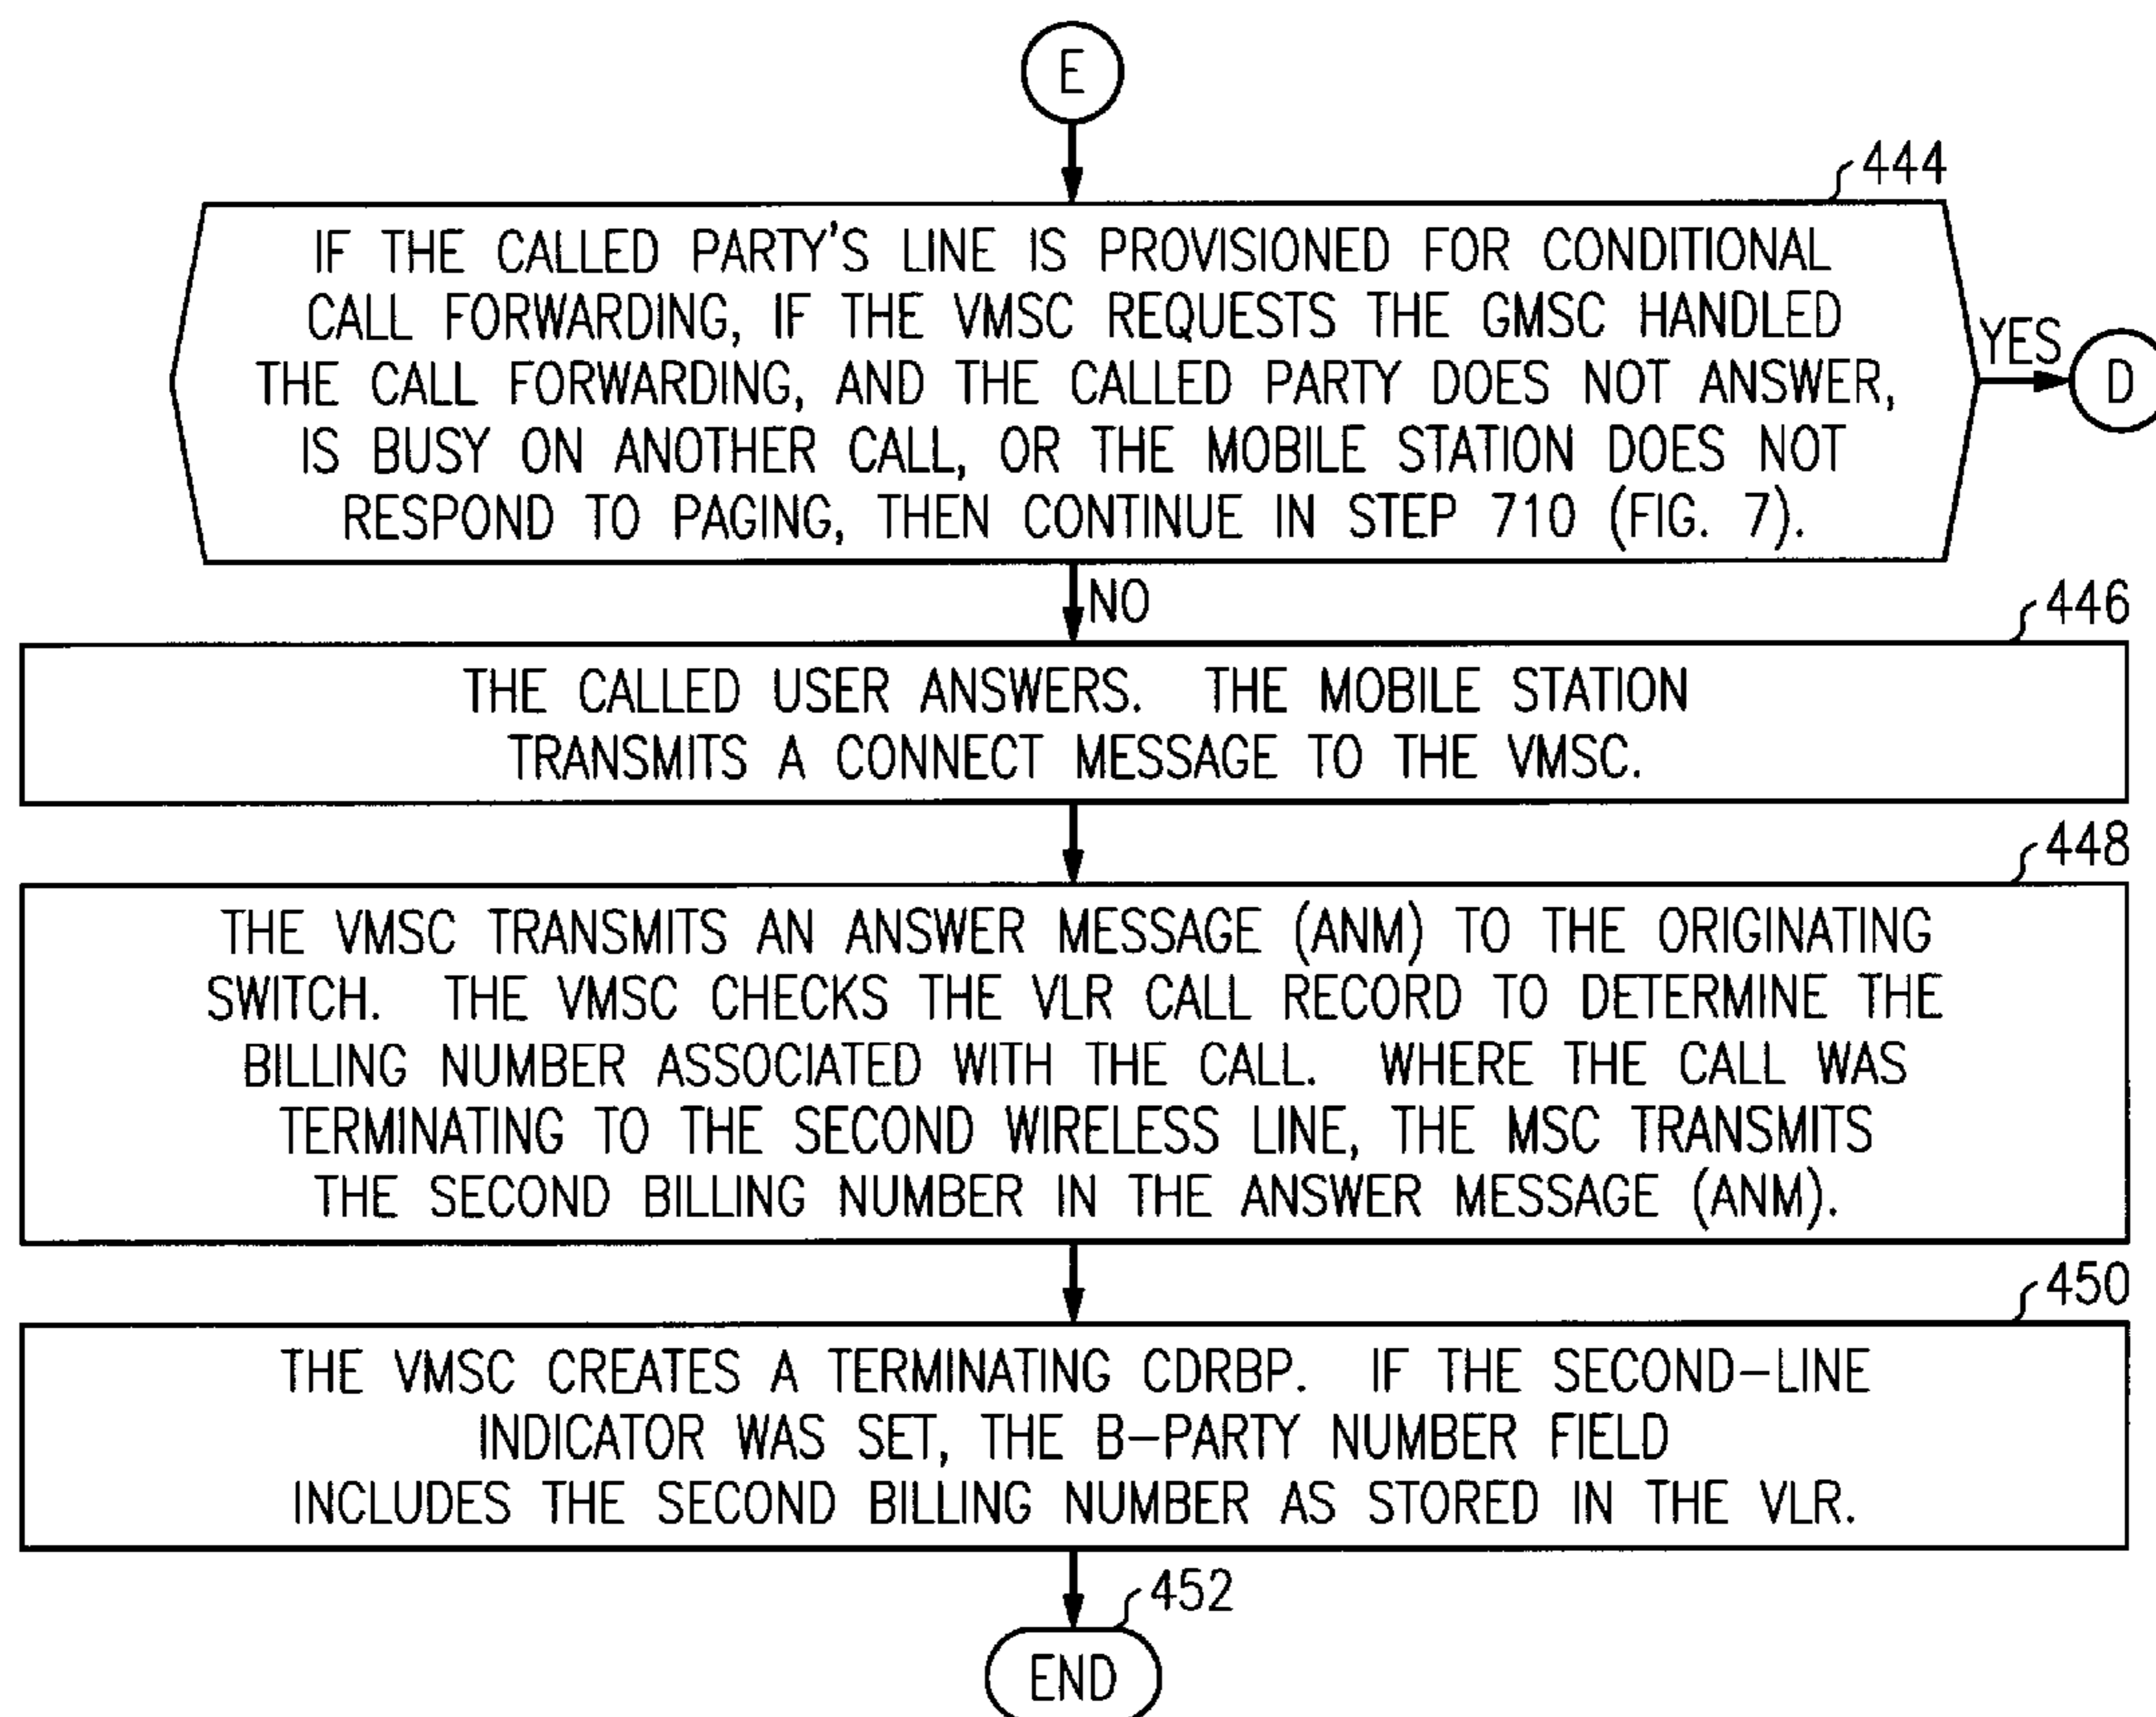 E
444
IF THE CALLED PARTY'S LINE IS PROVISIONED FOR CONDITIONAL
CALL FORWARDING, IF THE VMSC REQUESTS THE GMSC HANDLED
THE CALL FORWARDING, AND THE CALLED PARTY DOES NOT ANSWER,
IS BUSY ON ANOTHER CALL, OR THE MOBILE STATION DOES NOT
RESPOND TO PAGING, THEN CONTINUE IN STEP 710 (FIG. 7).
YES
D
NO
446
THE CALLED USER ANSWERS. THE MOBILE STATION
TRANSMITS A CONNECT MESSAGE TO THE VMSC.
448
THE VMSC TRANSMITS AN ANSWER MESSAGE (ANM) TO THE ORIGINATING
SWITCH. THE VMSC CHECKS THE VLR CALL RECORD TO DETERMINE THE
BILLING NUMBER ASSOCIATED WITH THE CALL. WHERE THE CALL WAS
TERMINATING TO THE SECOND WIRELESS LINE, THE MSC TRANSMITS
THE SECOND BILLING NUMBER IN THE ANSWER MESSAGE (ANM).
450
THE VMSC CREATES A TERMINATING CDRBP. IF THE SECOND-LINE
INDICATOR WAS SET, THE B-PARTY NUMBER FIELD
INCLUDES THE SECOND BILLING NUMBER AS STORED IN THE VLR.
452
END